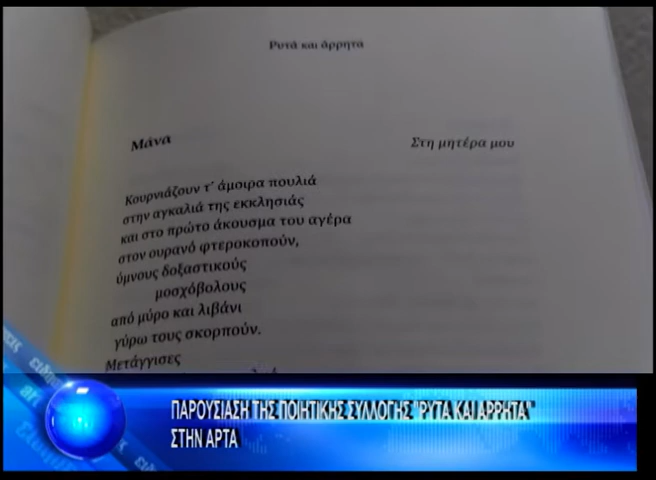 Ρυτά και άρρητα
Μάνα
Στη μητέρα μου
Κουρνιάζουν τ' άμοιρα πουλιά
στην αγκαλιά της εκκλησιάς
και στο πρώτο άκουσμα του αγέρα
στον ουρανό φτεροκοπούν,
ύμνους δοξαστικούς
μοσχόβολους
από μύρο και λιβάνι
γύρω τους σκορπούν.
Μετάγγισες
ΠΑΡΟΥΣΙΑΣΗ ΤΗΣ ΠΟΙΗΤΙΚΗΣ ΣΥΛΛΟΓΗΣ "ΡΥΤΑ ΚΑΙ ΑΡΡΗΤΑ"
ΣΤΗΝ ΑΡΤΑ